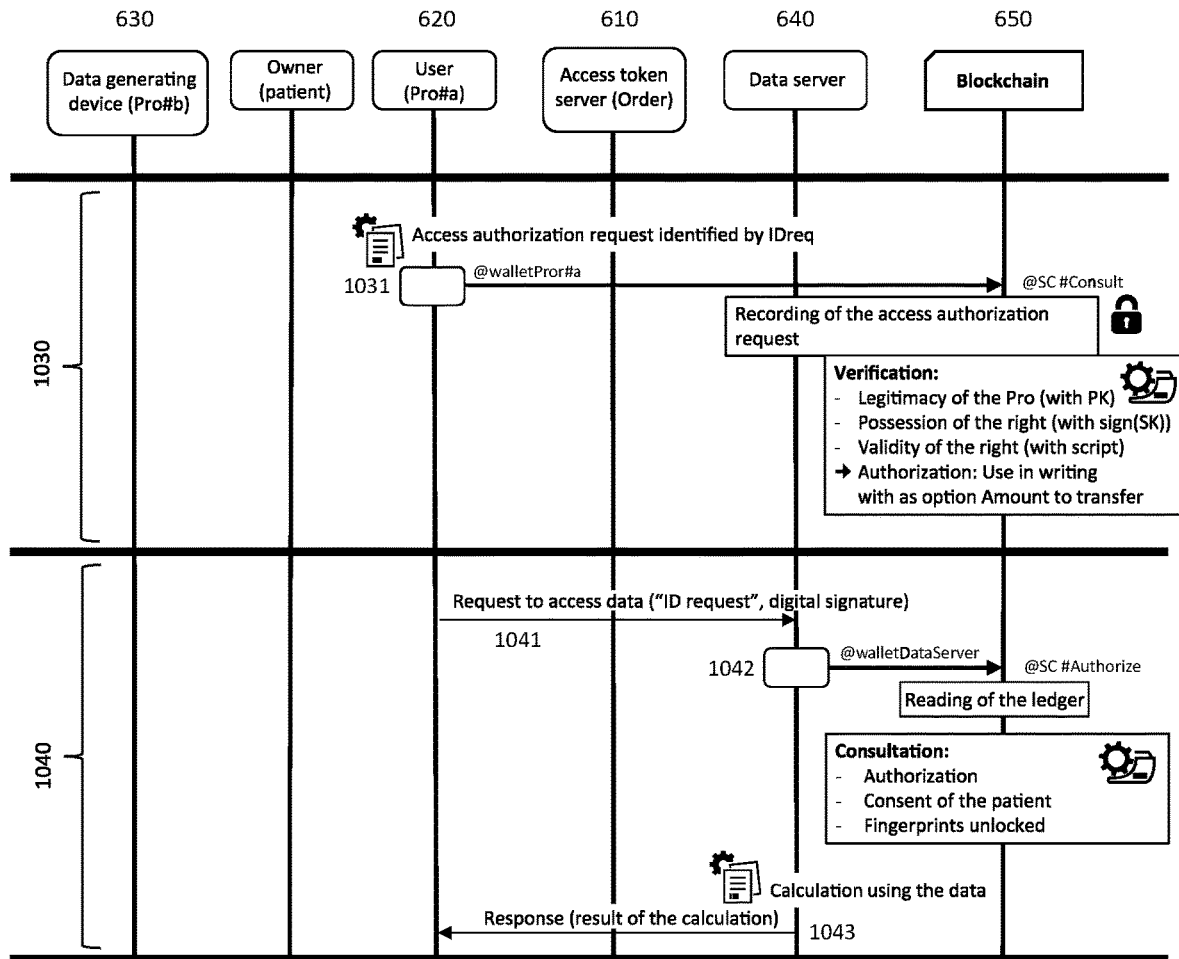 630 620 610 640 650
Data generating
device (Pro#b)
Owner
(patient)
User
(Pro#a)
Access token
server (Order)
Data server
Blockchain
1030
Access authorization request identified by IDreq
1031
@walletPror#a
@SC #Consult
Recording of the access authorization
request
Verification:
- Legitimacy of the Pro (with PK)
- Possession of the right (with sign(SK))
- Validity of the right (with script)
➔ Authorization: Use in writing
with as option Amount to transfer
1040
Request to access data (“ID request”, digital signature)
1041
1042
@walletDataServer
@SC #Authorize
Reading of the ledger
Consultation:
- Authorization
- Consent of the patient
- Fingerprints unlocked
Calculation using the data
Response (result of the calculation)
1043